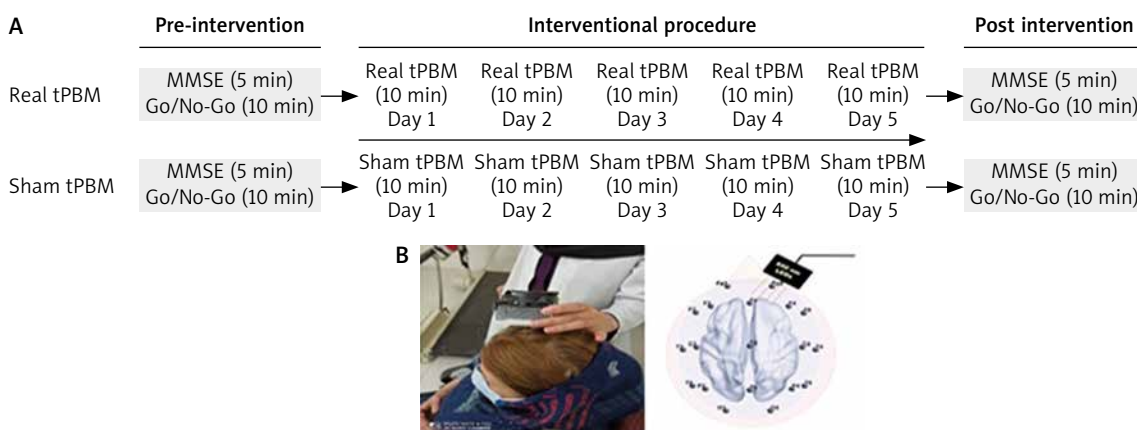 A
Pre-intervention
Interventional procedure
Post intervention
Real tPBM
MMSE (5 min)
Go/No-Go (10 min)
Real tPBM
(10 min)
Day 1
Real tPBM
(10 min)
Day 2
Real tPBM
(10 min)
Day 3
Real tPBM
(10 min)
Day 4
Real tPBM
(10 min)
Day 5
MMSE (5 min)
Go/No-Go (10 min)
Sham tPBM
MMSE (5 min)
Go/No-Go (10 min)
Sham tPBM
(10 min)
Day 1
Sham tPBM
(10 min)
Day 2
Sham tPBM
(10 min)
Day 3
Sham tPBM
(10 min)
Day 4
Sham tPBM
(10 min)
Day 5
MMSE (5 min)
Go/No-Go (10 min)
B
nm
LEDs